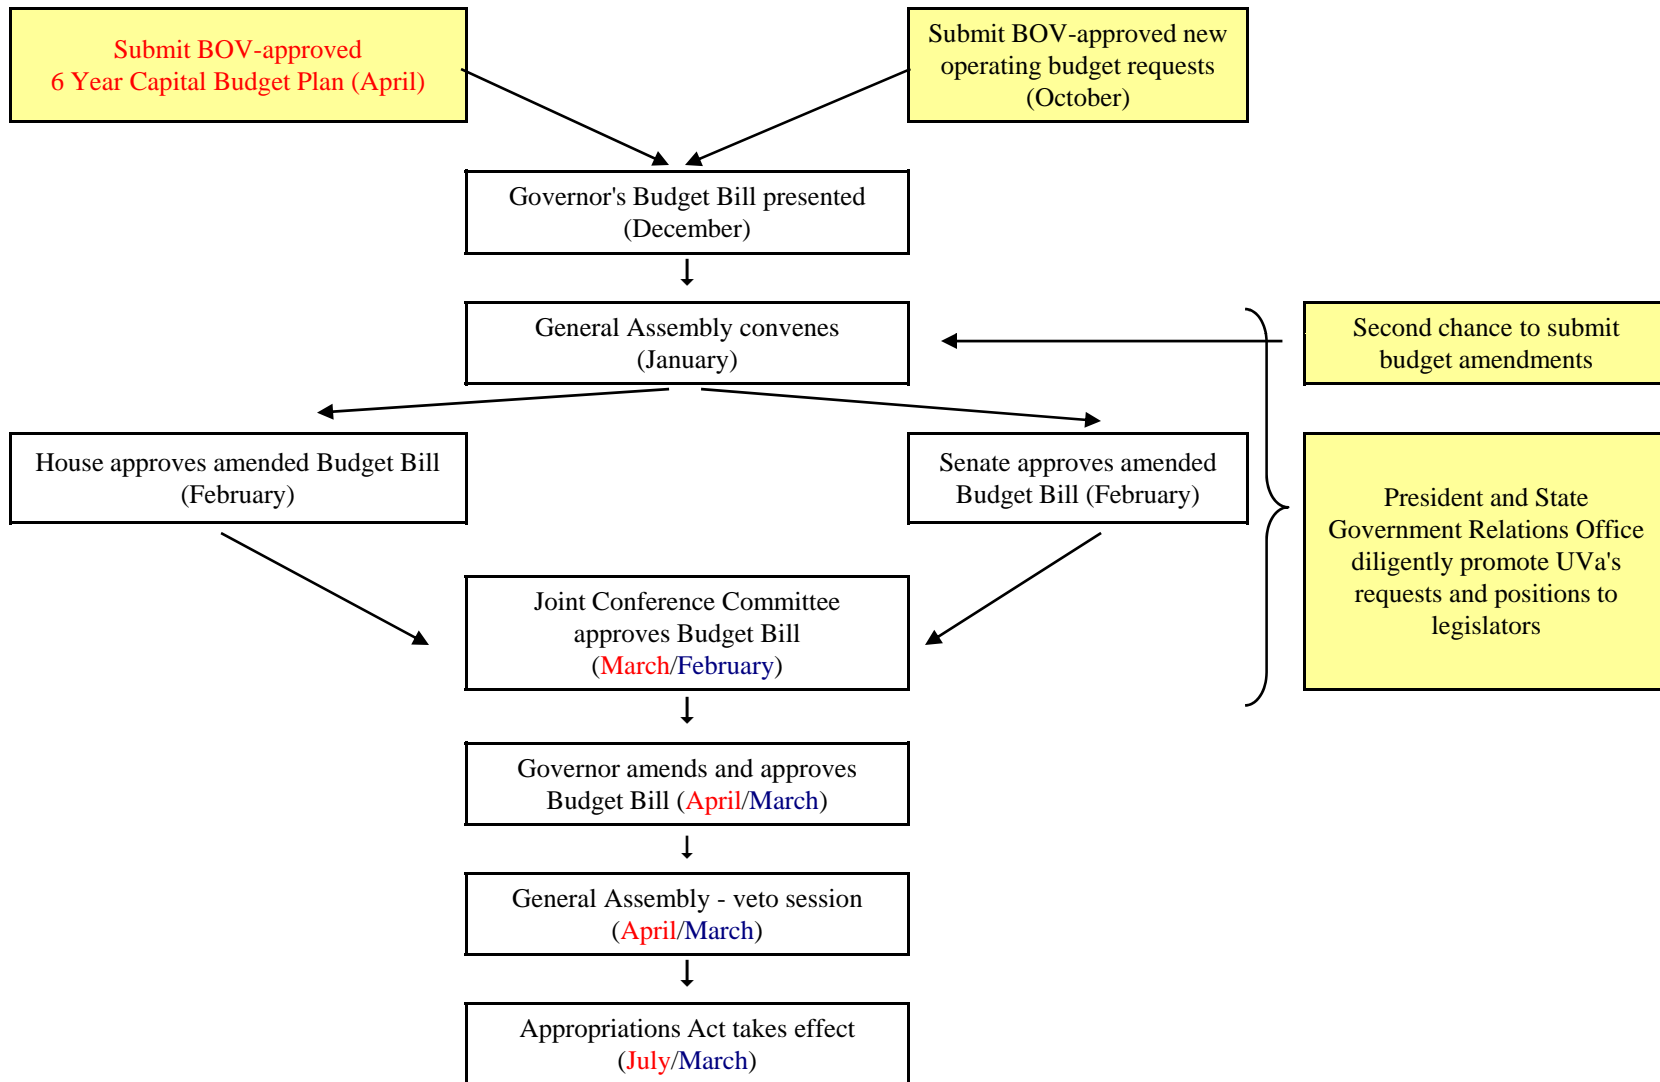 Submit BOV-approved
6 Year Capital Budget Plan (April)
Submit BOV-approved new
operating budget requests
(October)
Governor's Budget Bill presented
(December)
General Assembly convenes
(January)
Second chance to submit
budget amendments
House approves amended Budget Bill
(February)
Senate approves amended
Budget Bill (February)
President and State
Government Relations Office
diligently promote UVa's
requests and positions to
legislators
Joint Conference Committee
approves Budget Bill
(March/February)
Governor amends and approves
Budget Bill (April/March)
General Assembly - veto session
(April/March)
Appropriations Act takes effect
(July/March)